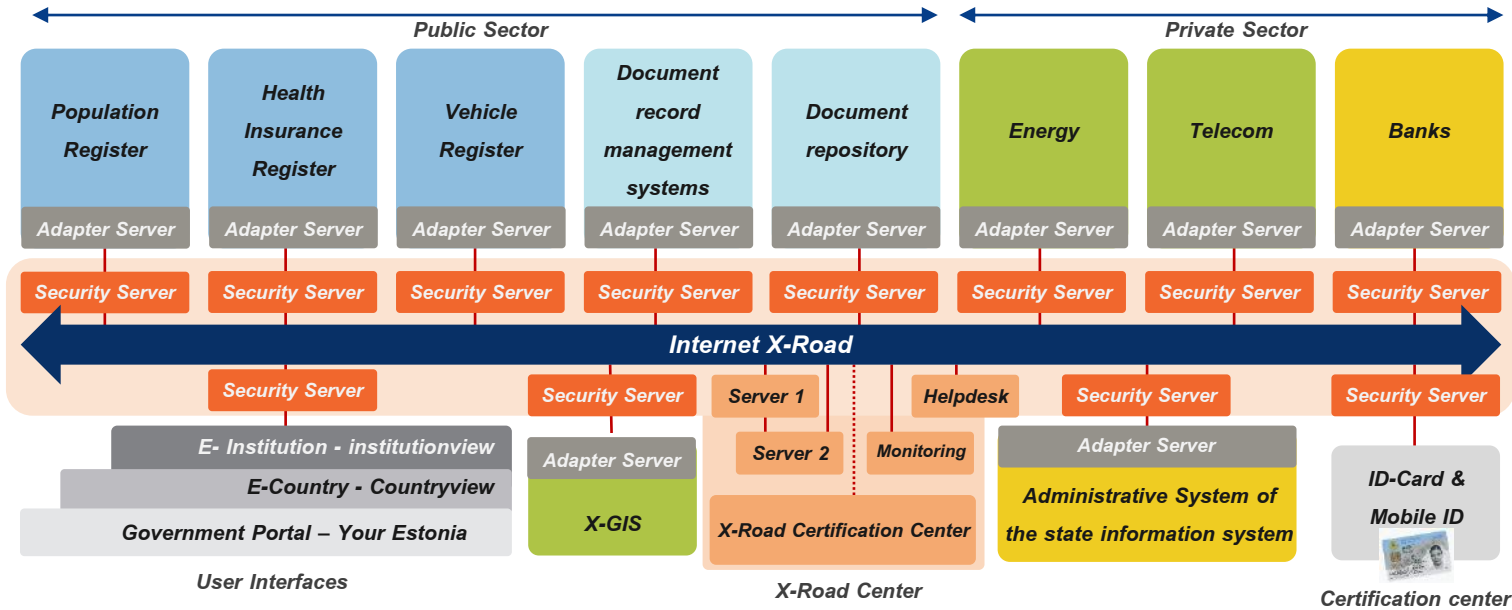 Public Sector
Private Sector
Population
Register
Health
Insurance
Register
Vehicle
Register
Document
record
management
systems
Document
repository
Energy
Telecom
Banks
Adapter Server
Adapter Server
Adapter Server
Adapter Server
Adapter Server
Adapter Server
Adapter Server
Adapter Server
Security Server
Security Server
Security Server
Security Server
Security Server
Security Server
Security Server
Security Server
Internet X-Road
Security Server
Security Server
Server 1
Helpdesk
Security Server
Security Server
E- Institution - institutionview
E-Country - Countryview
Government Portal – Your Estonia
User Interfaces
Adapter Server
X-GIS
Server 2
Monitoring
X-Road Certification Center
X-Road Center
Adapter Server
Administrative System of
the state information system
ID-Card &
Mobile ID
Certification center